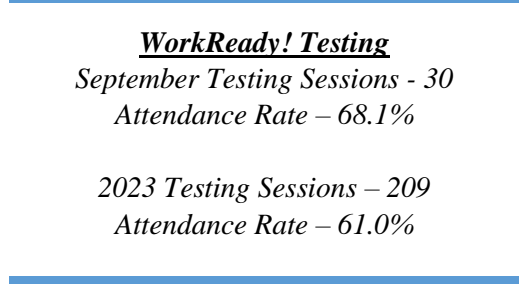 WorkReady! Testing
September Testing Sessions - 30
Attendance Rate – 68.1%
2023 Testing Sessions – 209
Attendance Rate – 61.0%